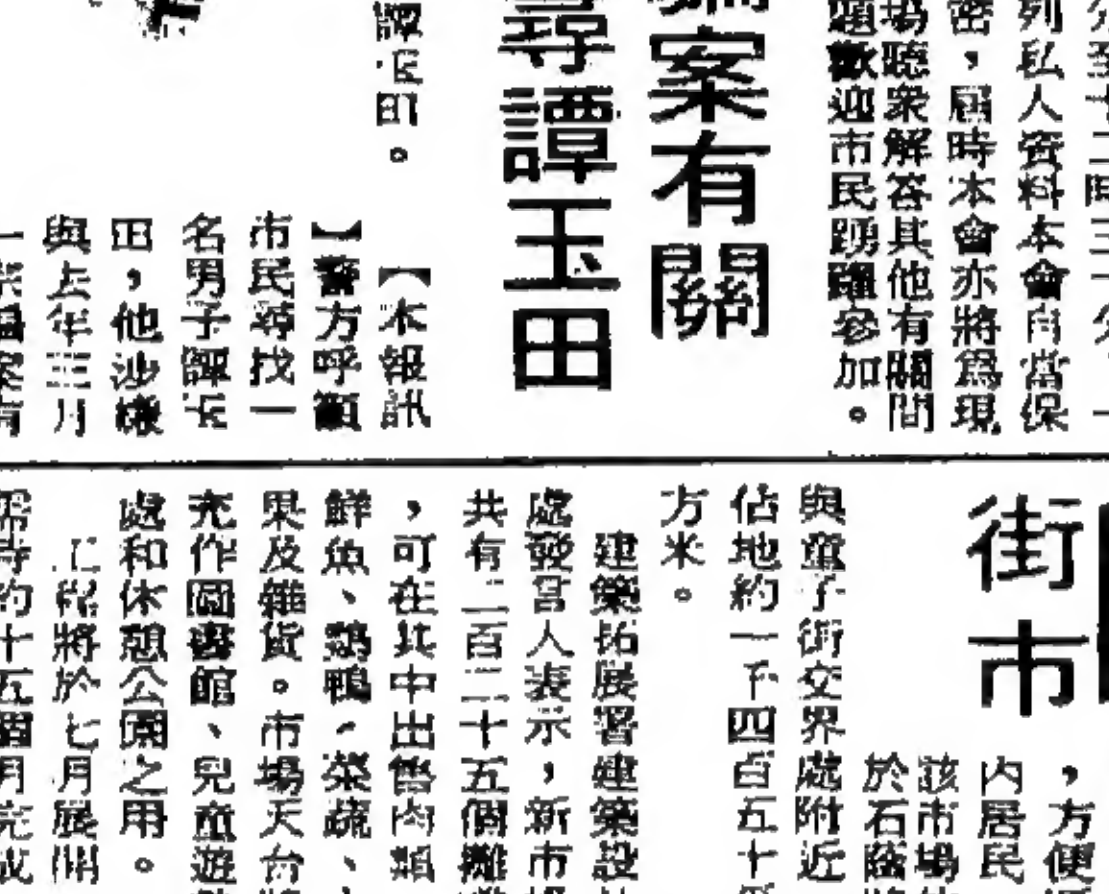 列私人資料本會自當保
密,屆時本會亦將爲現
場聽衆解答其他有關問
題歡迎市民踴躍參加。
騙案有關
尋譚玉田
【本報訊
】警方呼籲
市民尋找一
名男子譚玉
田,他涉嫌
與去年三月
譚玉田。
街市
,方便
內居民
該市場
於石蔭
與童子街交界處附近
佔地約一千四百五十平
方米。
建築拓展署建築設
處發言人表示,新市場
共有二百二十五個攤
,可在其中出售肉類
鮮魚、鷄鴨、菜蔬、
果及雜貨。市場天台將
充作圖書館、兒童遊
處和休憩公園之用。
工程將於七月展開
需時約十五個月完成